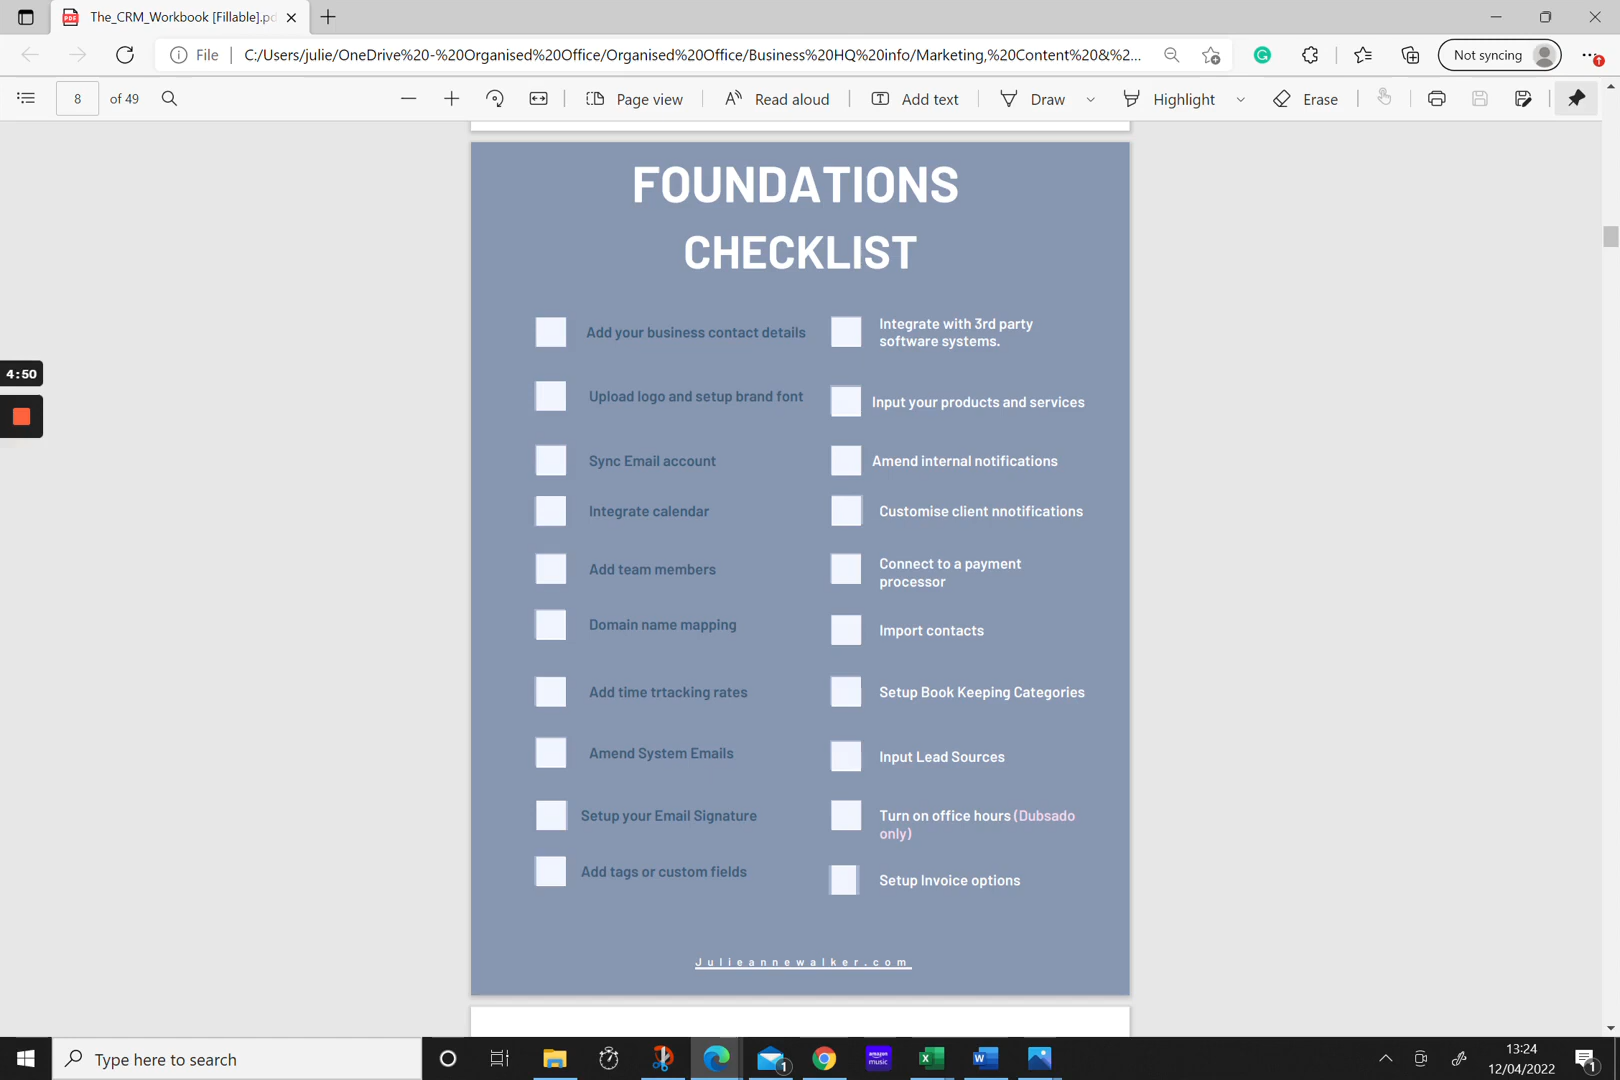 The_CRM_Workbook [Fillable].pd
File
C:/Users/julie/OneDrive%20-%20Organised%20Office/Organised%20Office/Business%20HQ%20info/Marketing,%20Content%20&%2...
Not syncing
8
of 49
Page view
Read aloud
Add text
Draw
Highlight
Erase
FOUNDATIONS
CHECKLIST
Add your business contact details
Upload logo and setup brand font
Sync Email account
Integrate calendar
Add team members
Domain name mapping
Add time trtacking rates
Amend System Emails
Setup your Email Signature
Add tags or custom fields
Integrate with 3rd party
software systems.
Input your products and services
Amend internal notifications
Customise client nnotifications
Connect to a payment
processor
Import contacts
Setup Book Keeping Categories
Input Lead Sources
Turn on office hours (Dubsado
only)
Setup Invoice options
Julieannewalker.com
4:50
Type here to search
1
amazon
music
13:24
12/04/2022
1